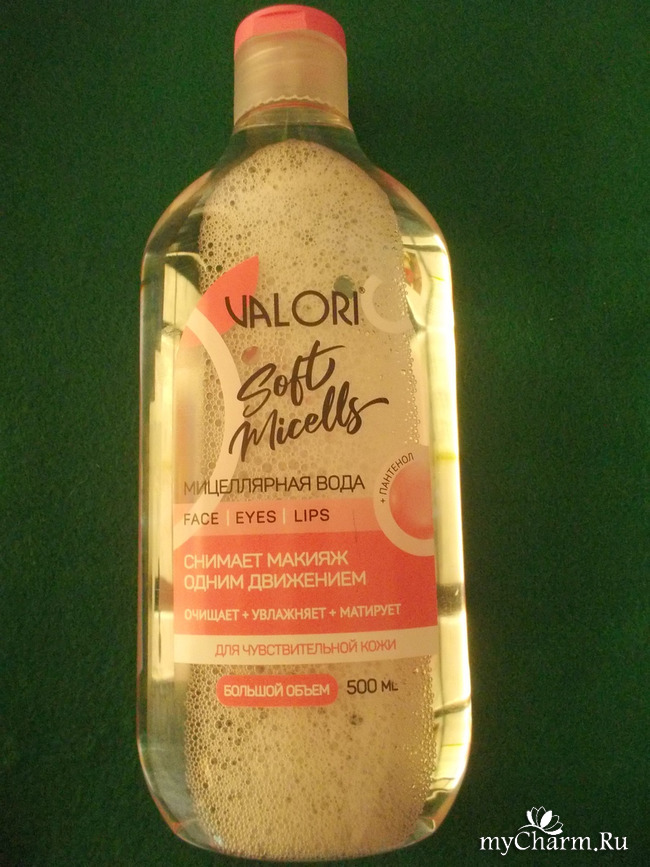 VALORI®
Soft
Micells
МИЦЕЛЛЯРНАЯ ВОДА
+ ПАНТЕНОЛ
FACE | EYES | LIPS
СНИМАЕТ МАКИЯЖ
ОДНИМ ДВИЖЕНИЕМ
ОЧИЩАЕТ + УВЛАЖНЯЕТ + МАТИРУЕТ
ДЛЯ ЧУВСТВИТЕЛЬНОЙ КОЖИ
БОЛЬШОЙ ОБЪЕМ 500 ML
myCharm.Ru